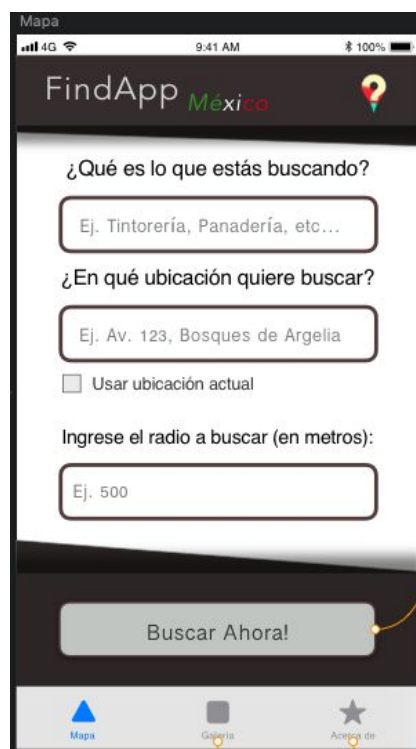 Mapa
4G 9:41 AM 100%
FindApp México
¿Qué es lo que estás buscando?
Ej. Tintorería, Panadería, etc...
¿En qué ubicación quiere buscar?
Ej. Av. 123, Bosques de Argelia
Usar ubicación actual
Ingrese el radio a buscar (en metros):
Ej. 500
Buscar Ahora!
Mapa Galería Acerca de